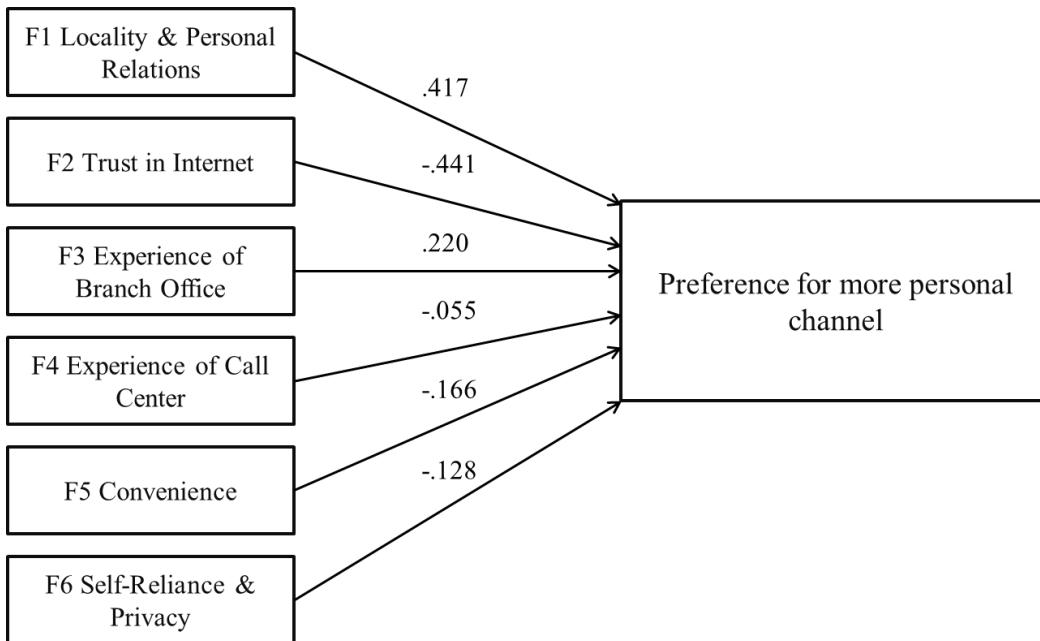 F1 Locality & Personal
Relations
.417
F2 Trust in Internet
-.441
F3 Experience of
Branch Office
.220
F4 Experience of Call
Center
-.055
F5 Convenience
-.166
F6 Self-Reliance &
Privacy
-.128
Preference for more personal
channel